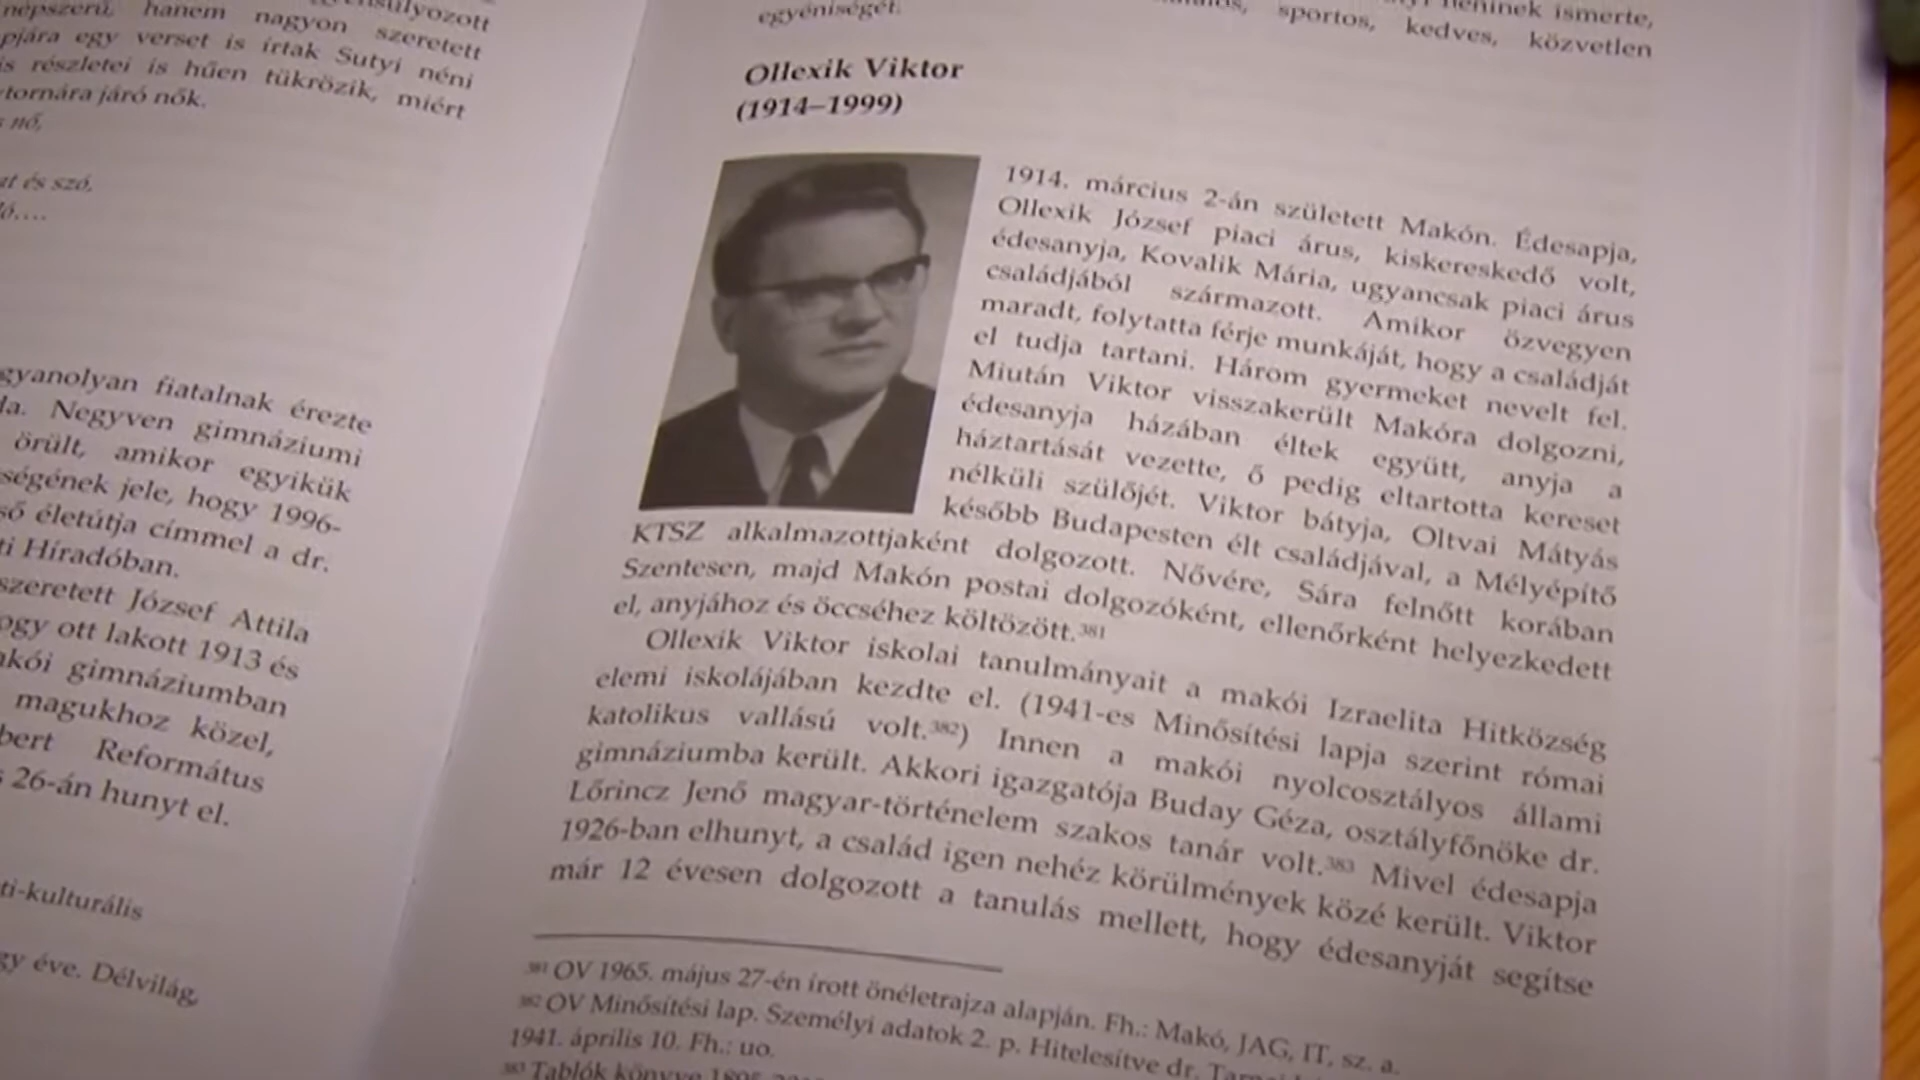 népszerű, hanem nagyon szeretett
pjára egy verset is írtak Sutyi néni
is részletei is hűen tükrözik, miért
tornára járó nők.
nő,
at és szó,
gyanolyan fiatalnak érezte
la. Negyven gimnáziumi
örült, amikor egyikük
ségének jele, hogy 1996-
ső életútja címmel a dr.
ti Híradóban.
szeretett József Attila
ogy ott lakott 1913 és
akói gimnáziumban
magukhoz közel,
bert Református
s 26-án hunyt el.
ti-kulturális
gy éve. Délvilág,
néninek ismerte,
sportos, kedves, közvetlen
egyéniségét.
Ollexik Viktor
(1914–1999)
1914. március 2-án született Makón. Édesapja,
Ollexik József piaci árus, kiskereskedő volt,
édesanyja, Kovalik Mária, ugyancsak piaci árus
családjából származott. Amikor özvegyen
maradt, folytatta férje munkáját, hogy a családját
el tudja tartani. Három gyermeket nevelt fel.
Miután Viktor visszakerült Makóra dolgozni,
édesanyja házában éltek együtt, anyja a
háztartását vezette, ő pedig eltartotta kereset
nélküli szülőjét. Viktor bátyja, Oltvai Mátyás
később Budapesten élt családjával, a Mélyépítő
KTSZ alkalmazottjaként dolgozott. Nővére, Sára felnőtt korában
Szentesen, majd Makón postai dolgozóként, ellenőrként helyezkedett
el, anyjához és öccséhez költözött.³⁸¹
Ollexik Viktor iskolai tanulmányait a makói Izraelita Hitközség
elemi iskolájában kezdte el. (1941-es Minősítési lapja szerint római
katolikus vallású volt.³⁸²) Innen a makói nyolcosztályos állami
gimnáziumba került. Akkori igazgatója Buday Géza, osztályfőnöke dr.
Lőrincz Jenő magyar-történelem szakos tanár volt.³⁸³ Mivel édesapja
1926-ban elhunyt, a család igen nehéz körülmények közé került. Viktor
már 12 évesen dolgozott a tanulás mellett, hogy édesanyját segítse
³⁸¹ OV 1965. május 27-én írott önéletrajza alapján. Fh.: Makó, JAG, IT, sz. a.
³⁸² OV Minősítési lap. Személyi adatok 2. p. Hitelesítve dr.
1941. április 10. Fh.: uo.
³⁸³ Tablók könyve